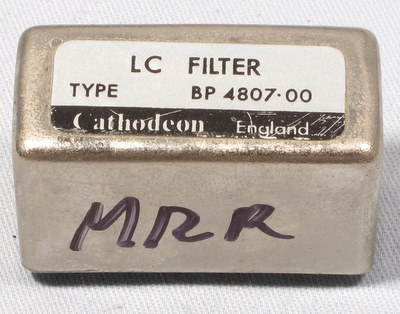 LC FILTER
TYPE BP 4807·00
Cathodeon England
MRR